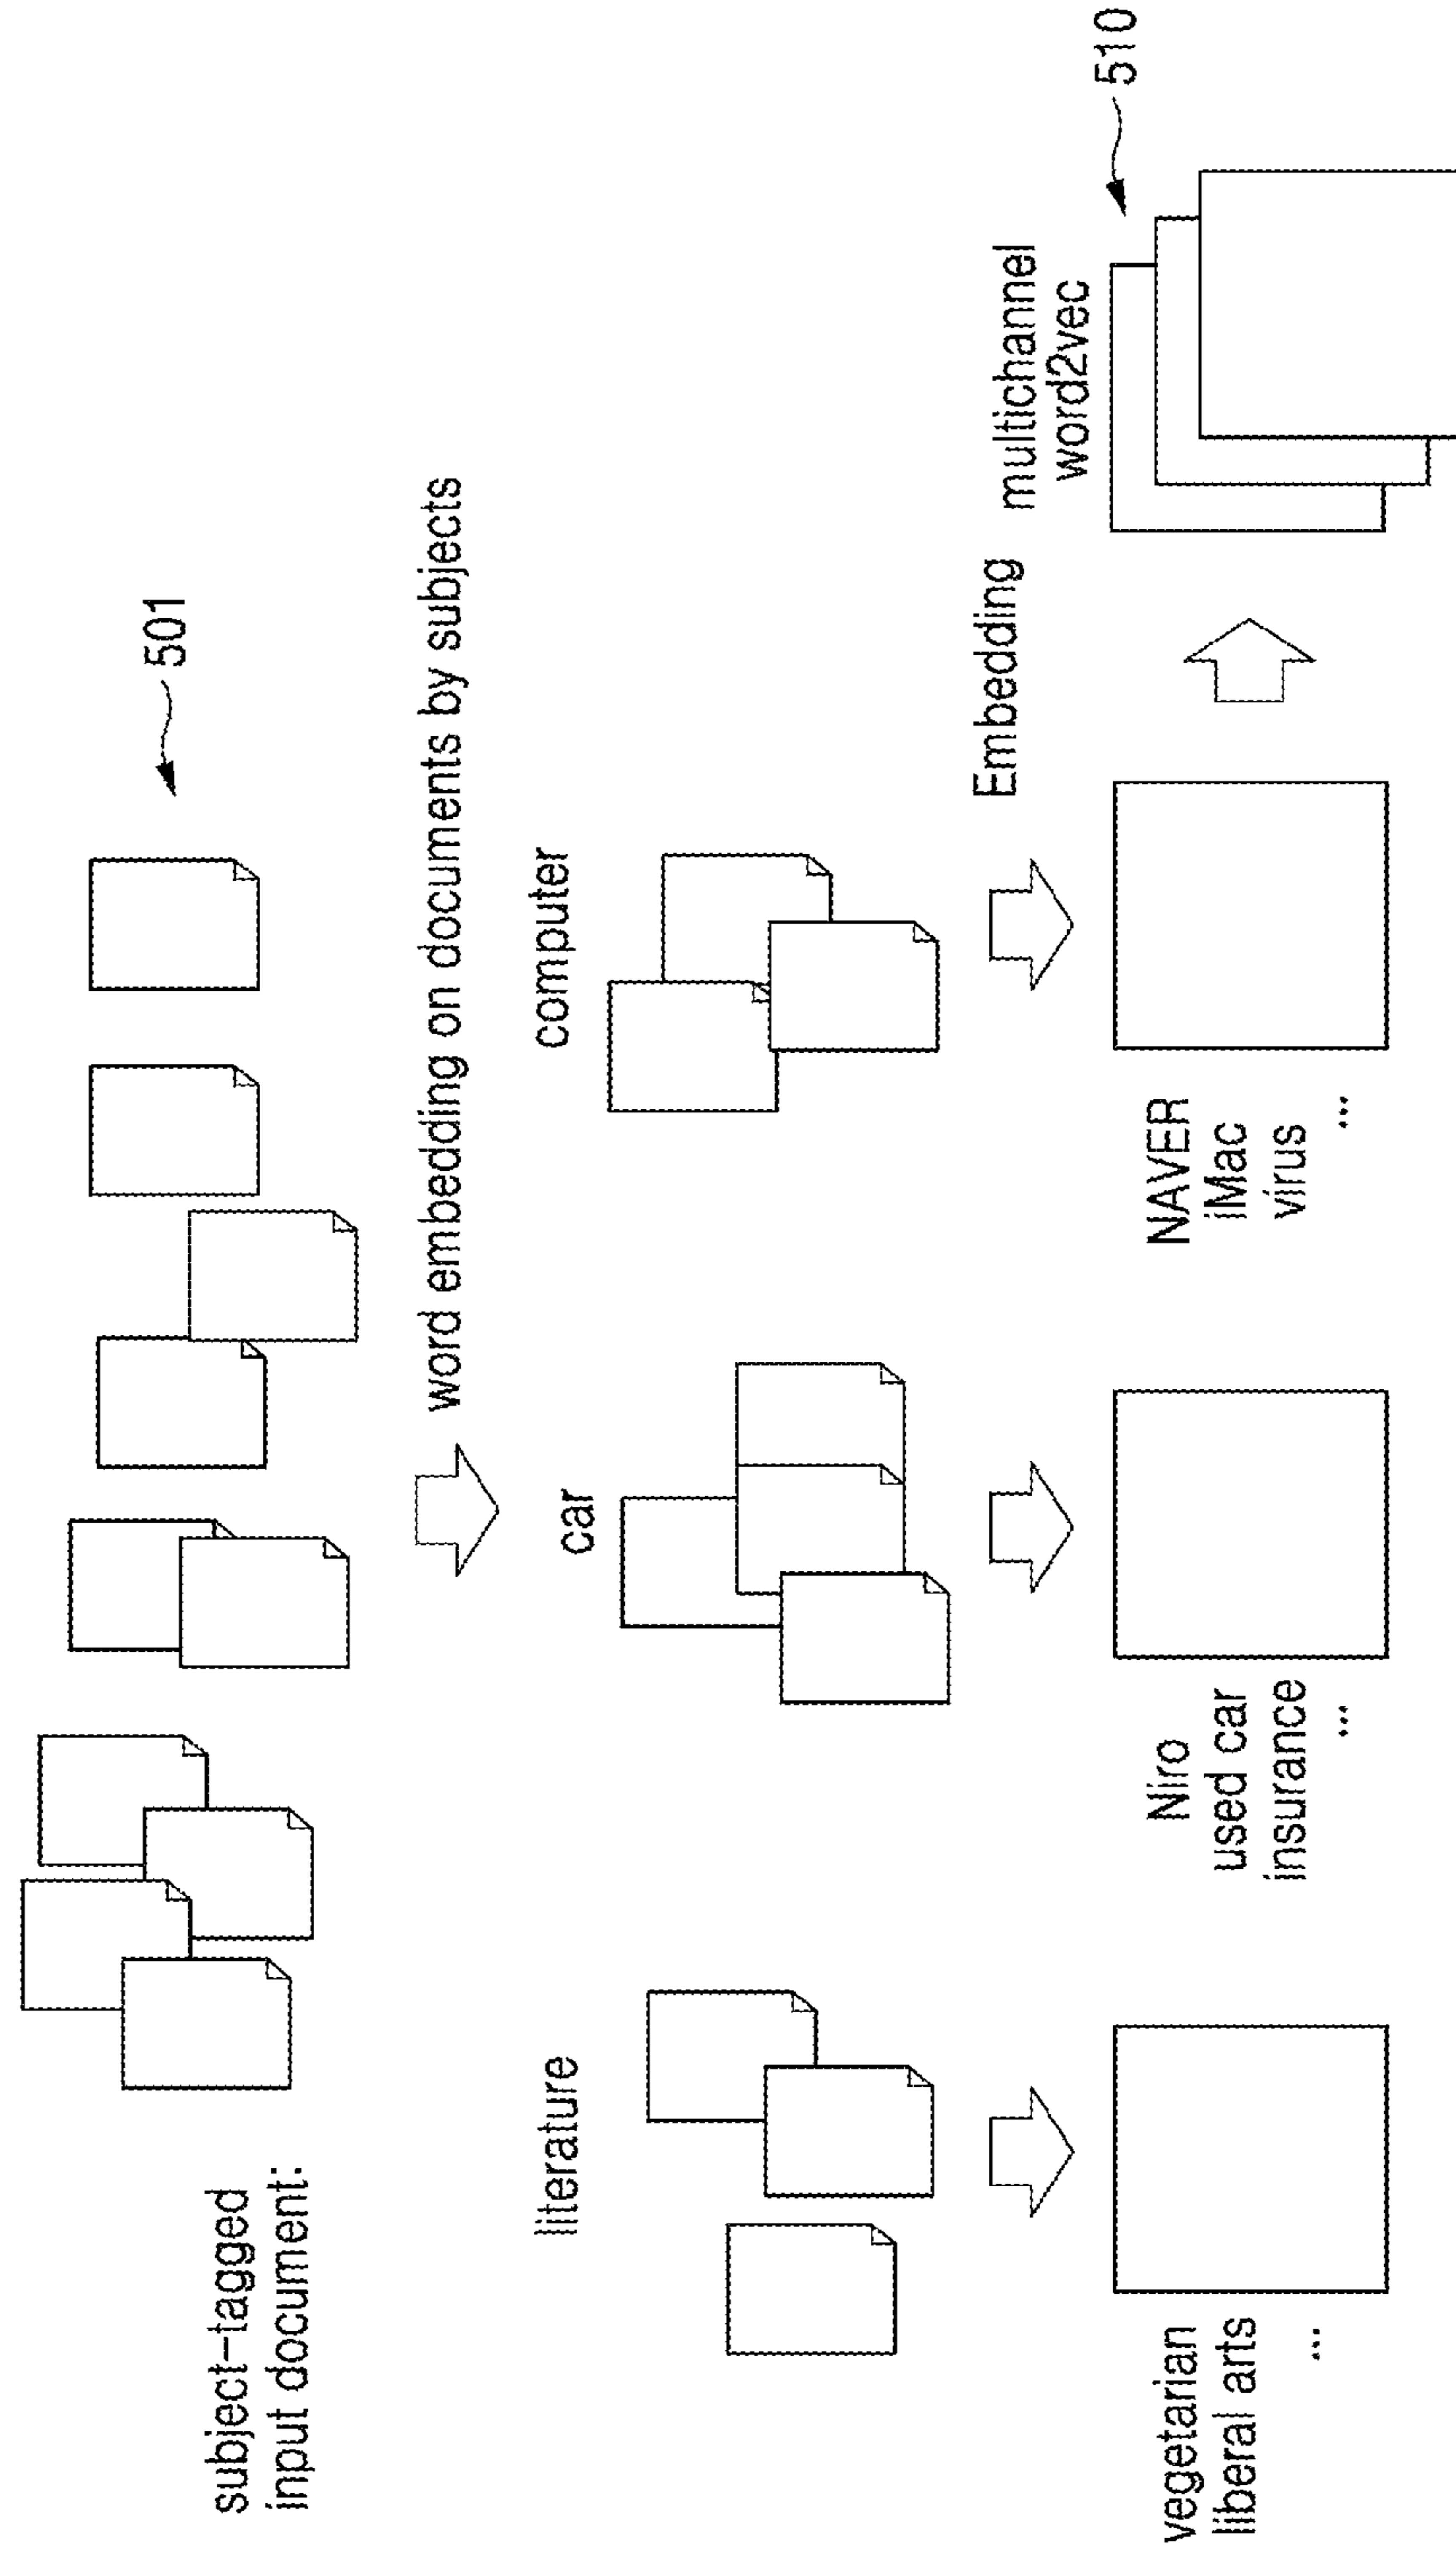 subject-tagged
input document:
501
word embedding on documents by subjects
literature
car
computer
Embedding
multichannel
word2vec
510
vegetarian
liberal arts
...
Niro
used car
insurance
...
NAVER
iMac
virus
...